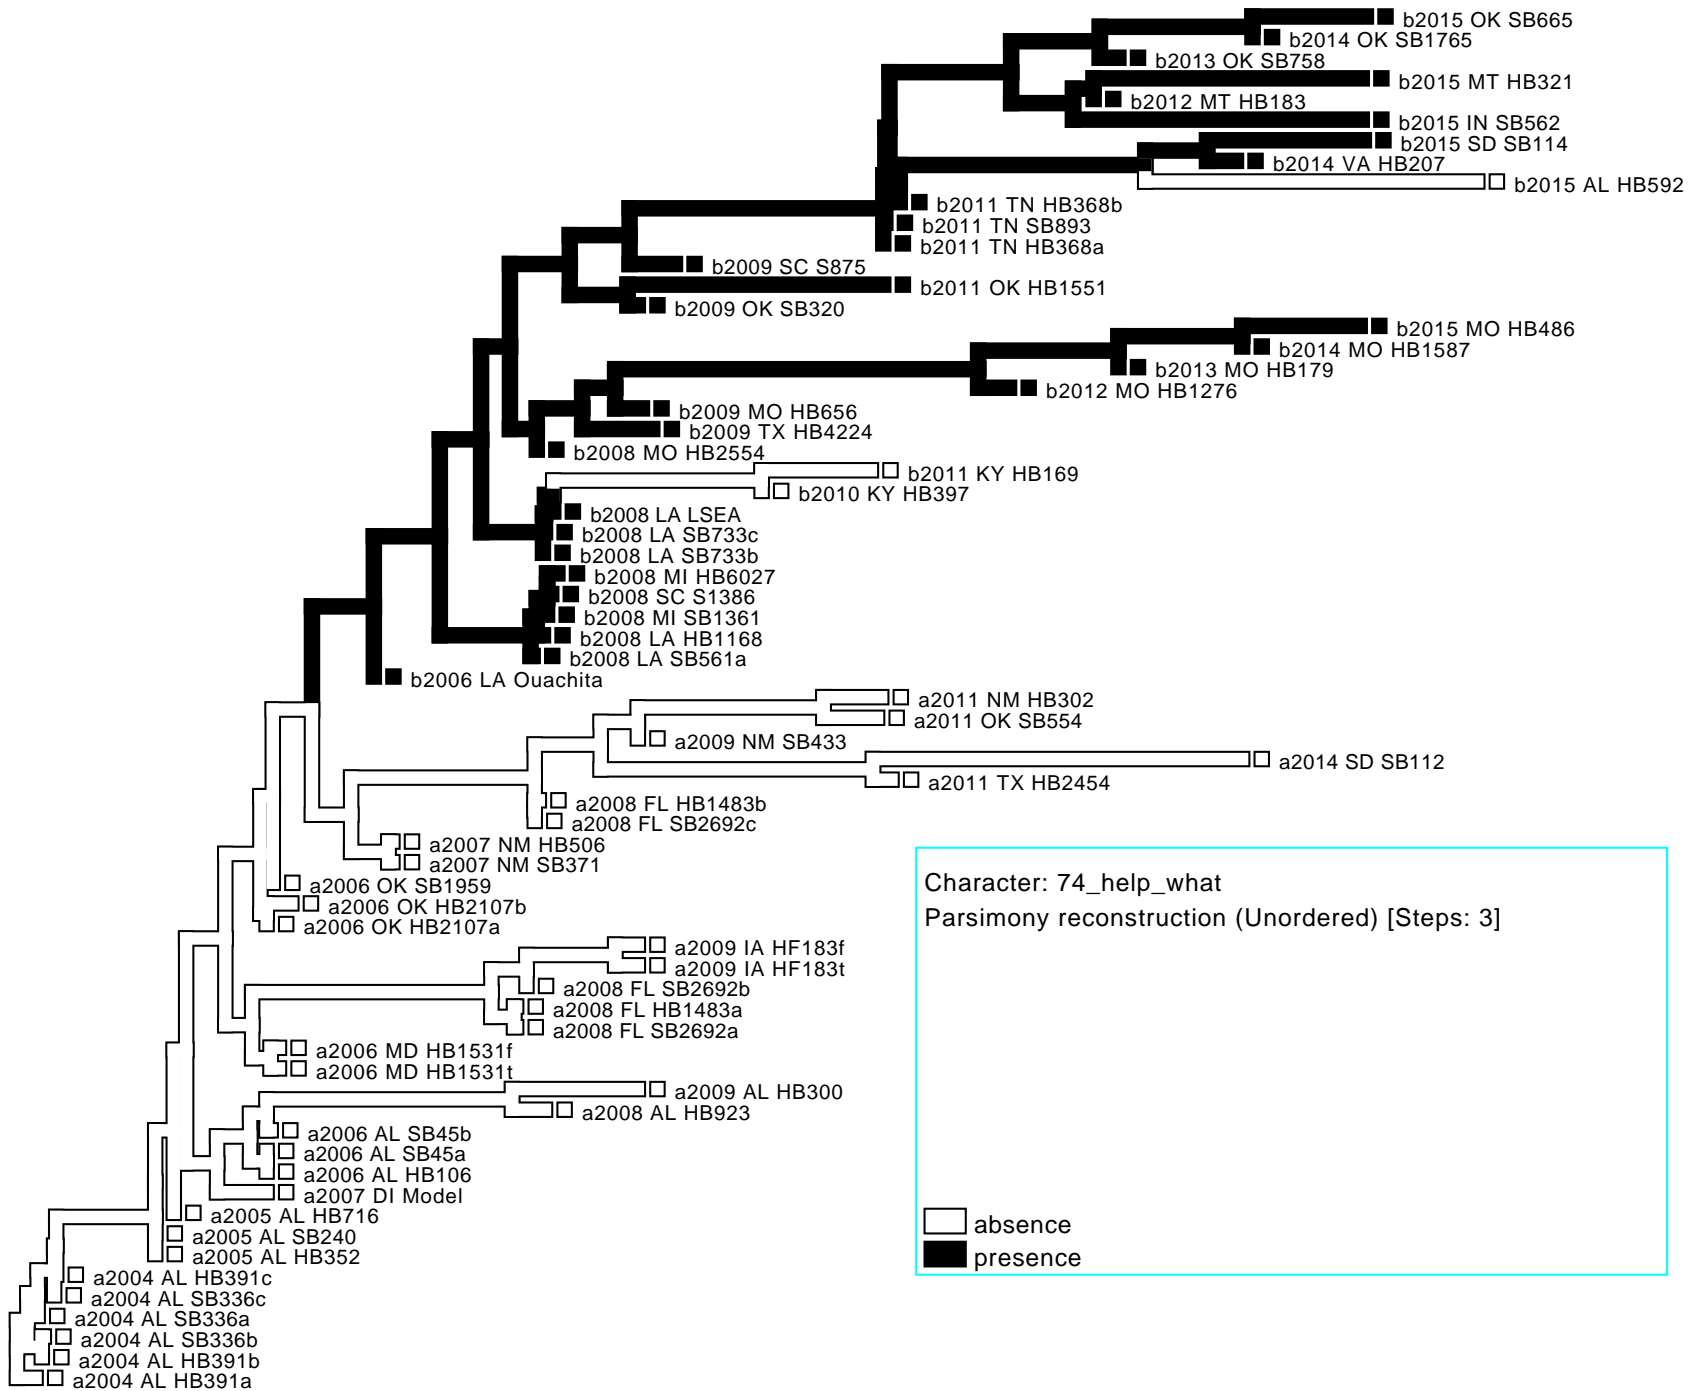 b2015 OK SB665
b2014 OK SB1765
b2013 OK SB758
b2015 MT HB321
b2012 MT HB183
b2015 IN SB562
b2015 SD SB114
b2014 VA HB207
b2015 AL HB592
b2011 TN HB368b
b2011 TN SB893
b2011 TN HB368a
b2009 SC S875
b2011 OK HB1551
b2009 OK SB320
b2015 MO HB486
b2014 MO HB1587
b2013 MO HB179
b2012 MO HB1276
b2009 MO HB656
b2009 TX HB4224
b2008 MO HB2554
b2011 KY HB169
b2010 KY HB397
b2008 LA LSEA
b2008 LA SB733c
b2008 LA SB733b
b2008 MI HB6027
b2008 SC S1386
b2008 MI SB1361
b2008 LA HB1168
b2008 LA SB561a
b2006 LA Ouachita
a2011 NM HB302
a2011 OK SB554
a2009 NM SB433
a2014 SD SB112
a2011 TX HB2454
a2008 FL HB1483b
a2008 FL SB2692c
a2007 NM HB506
a2007 NM SB371
a2006 OK SB1959
a2006 OK HB2107b
a2006 OK HB2107a
a2009 IA HF183f
a2009 IA HF183t
a2008 FL SB2692b
a2008 FL HB1483a
a2008 FL SB2692a
a2006 MD HB1531f
a2006 MD HB1531t
a2009 AL HB300
a2008 AL HB923
a2006 AL SB45b
a2006 AL SB45a
a2006 AL HB106
a2007 DI Model
a2005 AL HB716
a2005 AL SB240
a2005 AL HB352
a2004 AL HB391c
a2004 AL SB336c
a2004 AL SB336a
a2004 AL SB336b
a2004 AL HB391b
a2004 AL HB391a
Character: 74_help_what
Parsimony reconstruction (Unordered) [Steps: 3]
absence
presence